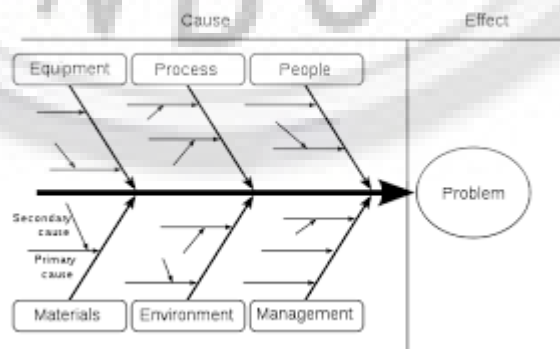 Cause
Effect
Equipment
Process
People
Problem
Secondary
cause
Primary
cause
Materials
Environment
Management